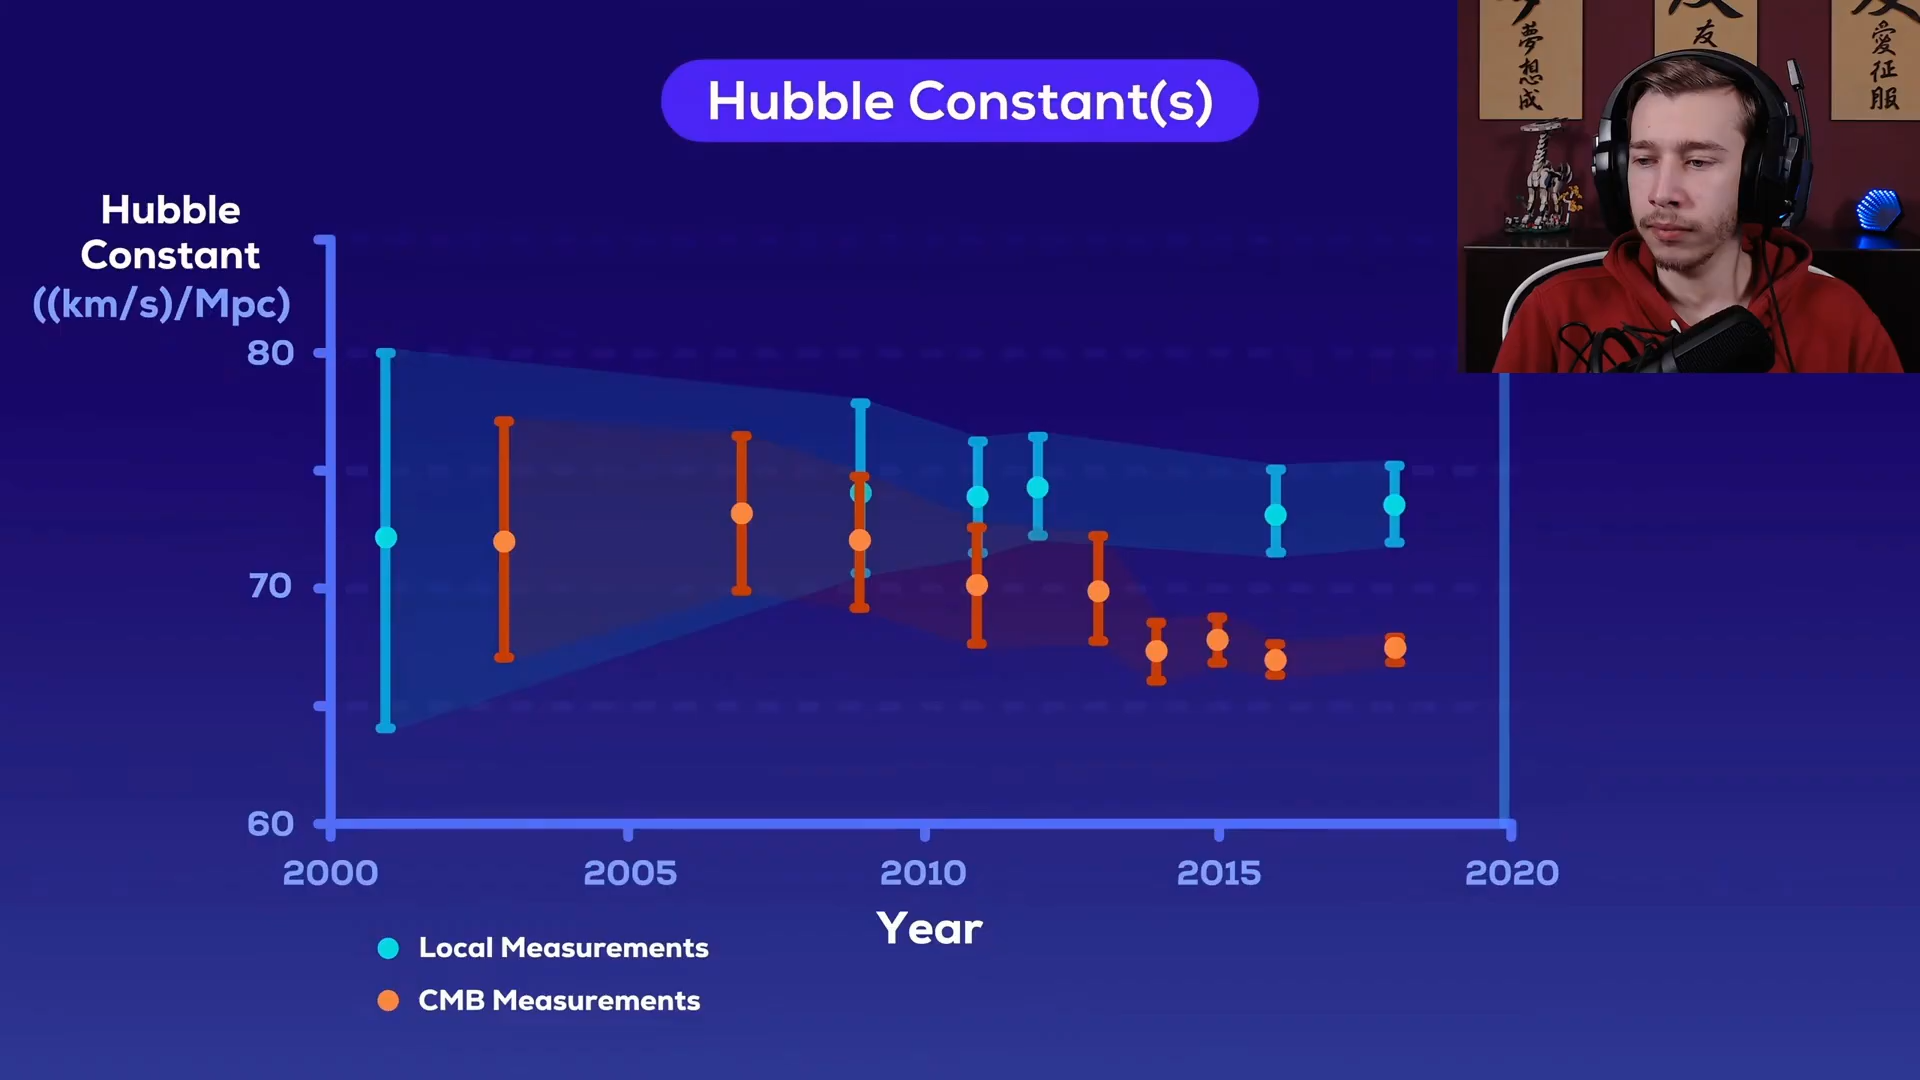 Hubble Constant(s)
Hubble
Constant
((km/s)/Mpc)
80
70
60
2000
2005
2010
2015
2020
Year
Local Measurements
CMB Measurements
夢
想
成
友
愛
征
服